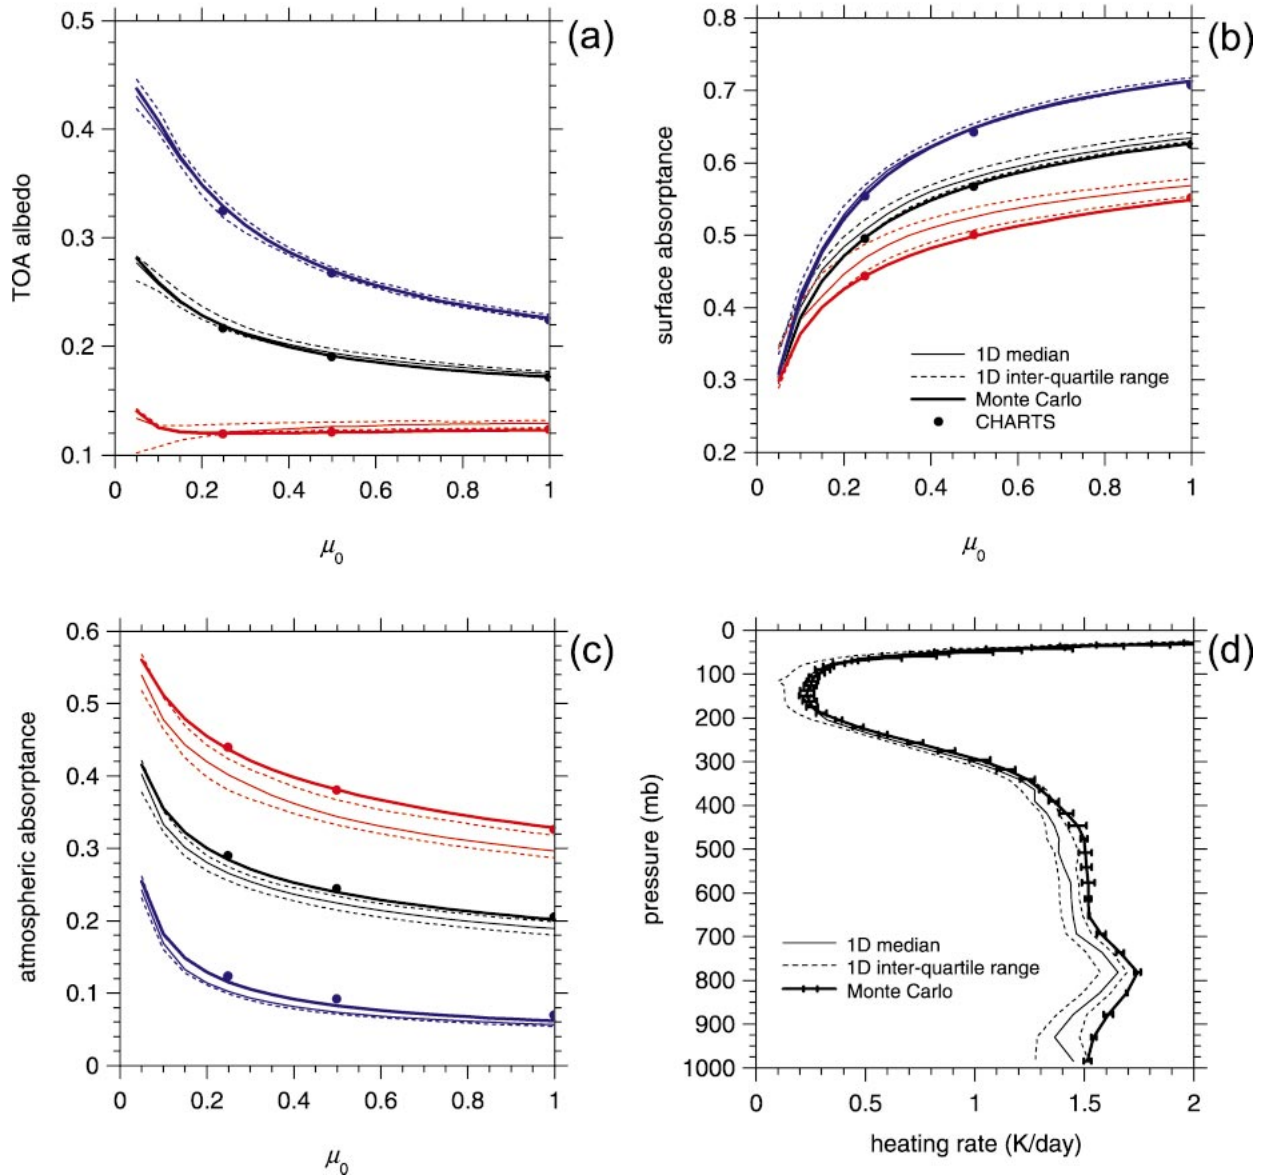 (a)
0.5
0.4
0.3
0.2
0.1
TOA albedo
0 0.2 0.4 0.6 0.8 1
μ0
(b)
0.8
0.7
0.6
0.5
0.4
0.3
0.2
surface absorptance
1D median
1D inter-quartile range
Monte Carlo
CHARTS
0 0.2 0.4 0.6 0.8 1
μ0
(c)
0.6
0.5
0.4
0.3
0.2
0.1
0
atmospheric absorptance
0 0.2 0.4 0.6 0.8 1
μ0
(d)
0
100
200
300
400
500
600
700
800
900
1000
pressure (mb)
1D median
1D inter-quartile range
Monte Carlo
0 0.5 1 1.5 2
heating rate (K/day)